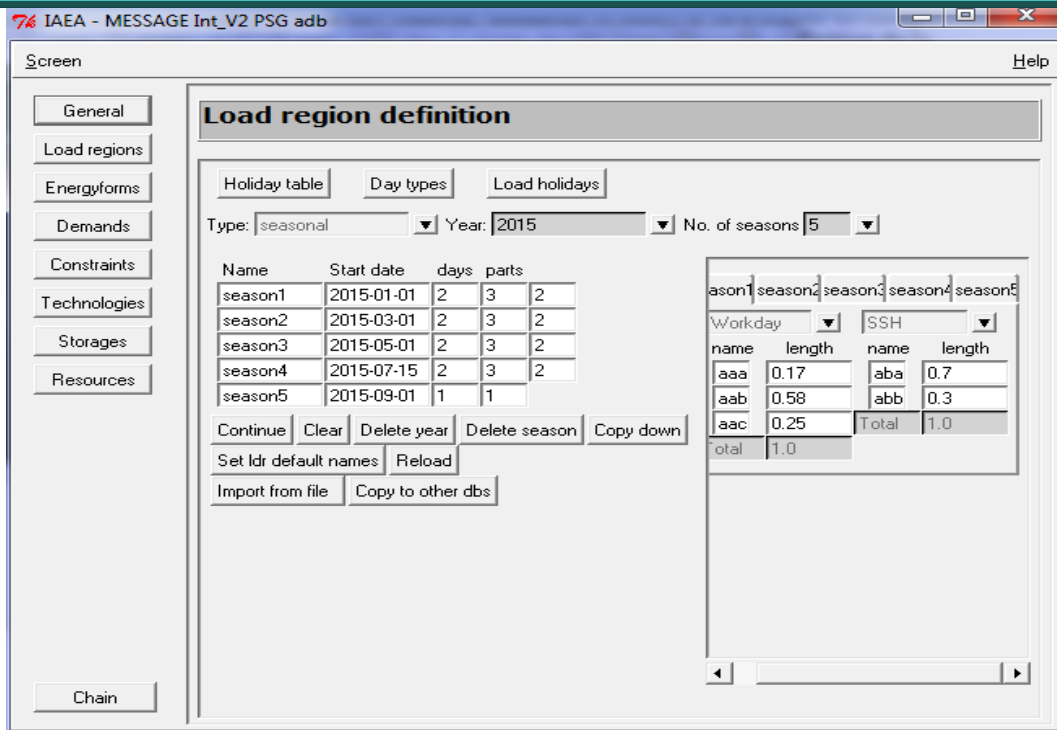 IAEA - MESSAGE Int_V2 PSG adb
Screen Help
General
Load regions
Energyforms
Demands
Constraints
Technologies
Storages
Resources
Chain
Load region definition
Holiday table Day types Load holidays
Type: seasonal Year: 2015 No. of seasons 5
Name Start date days parts
season1 2015-01-01 2 3 2
season2 2015-03-01 2 3 2
season3 2015-05-01 2 3 2
season4 2015-07-15 2 3 2
season5 2015-09-01 1 1
Continue Clear Delete year Delete season Copy down
Set ldr default names Reload
Import from file Copy to other dbs
ason1 season2 season3 season4 season5
Workday SSH
name length name length
aaa 0.17 aba 0.7
aab 0.58 abb 0.3
aac 0.25 Total 1.0
otal 1.0